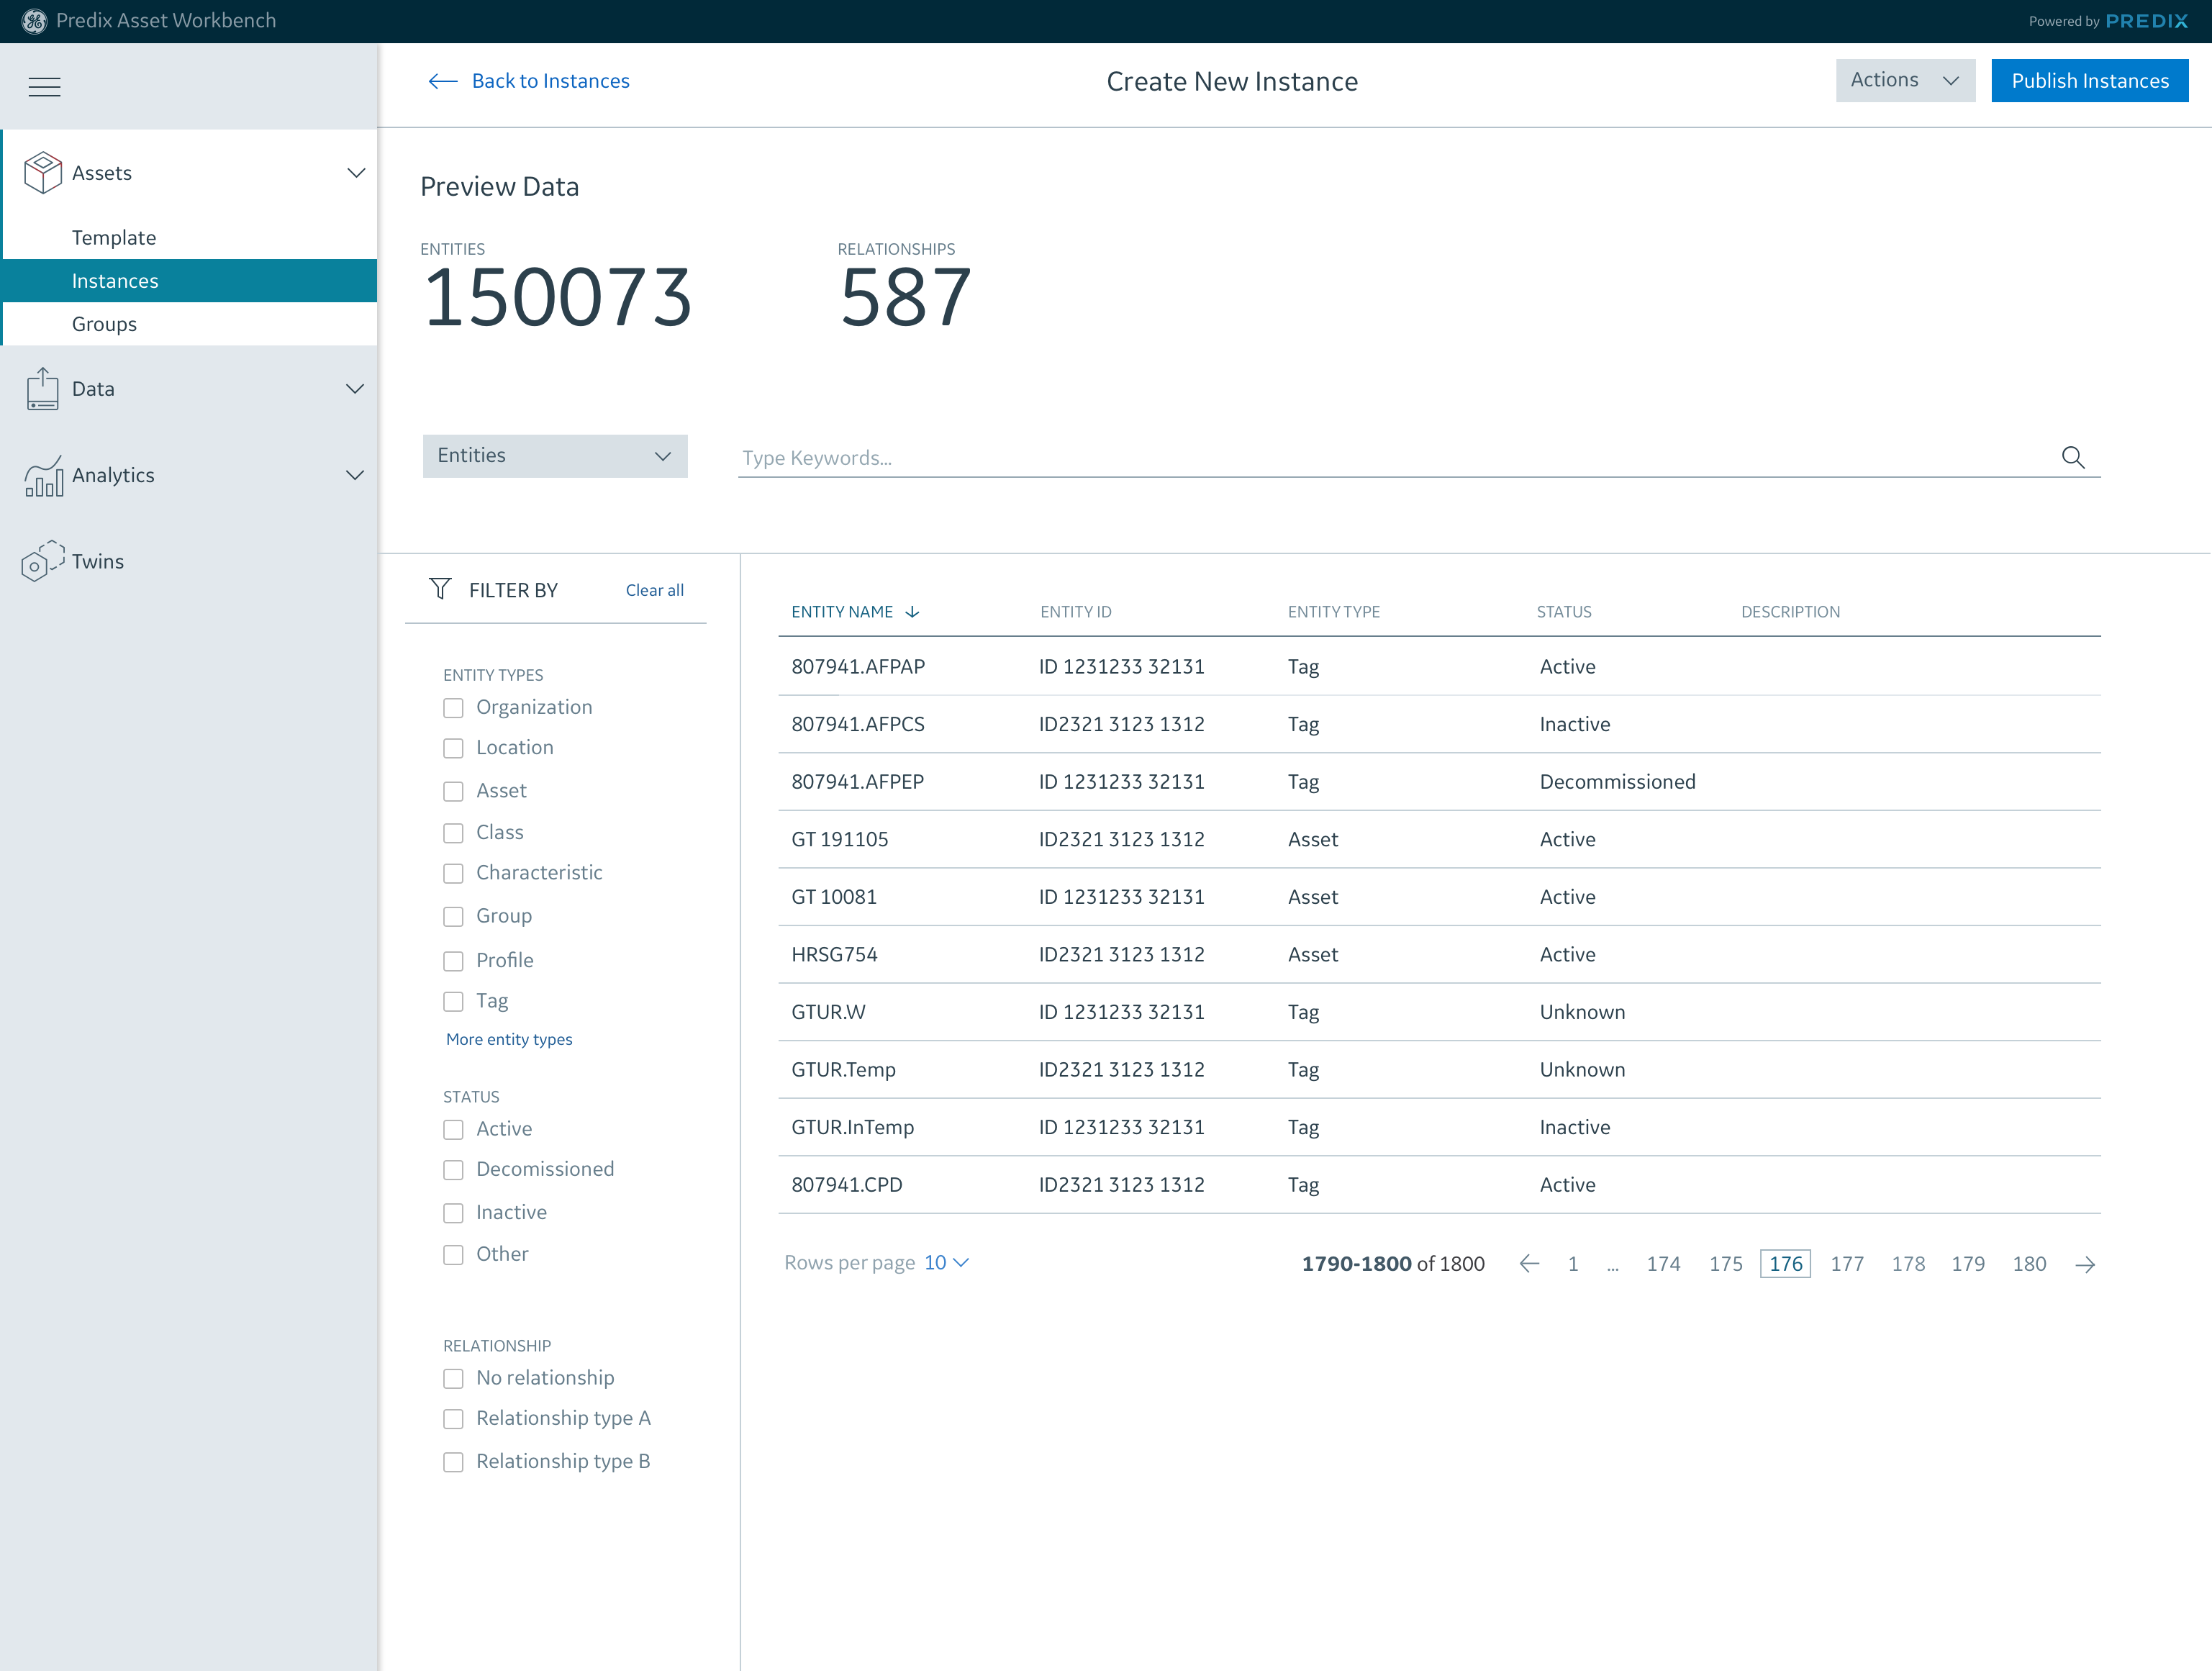 Predix Asset Workbench
Powered by PREDIX
Back to Instances
Create New Instance
Actions
Publish Instances
Assets
Template
Instances
Groups
Data
Analytics
Twins
Preview Data
ENTITIES
150073
RELATIONSHIPS
587
Entities
Type Keywords...
FILTER BY
Clear all
ENTITY TYPES
Organization
Location
Asset
Class
Characteristic
Group
Profile
Tag
More entity types
STATUS
Active
Decomissioned
Inactive
Other
RELATIONSHIP
No relationship
Relationship type A
Relationship type B
ENTITY NAME ENTITY ID ENTITY TYPE STATUS DESCRIPTION
807941.AFPAP ID 1231233 32131 Tag Active
807941.AFPCS ID2321 3123 1312 Tag Inactive
807941.AFPEP ID 1231233 32131 Tag Decommissioned
GT 191105 ID2321 3123 1312 Asset Active
GT 10081 ID 1231233 32131 Asset Active
HRSG754 ID2321 3123 1312 Asset Active
GTUR.W ID 1231233 32131 Tag Unknown
GTUR.Temp ID2321 3123 1312 Tag Unknown
GTUR.InTemp ID 1231233 32131 Tag Inactive
807941.CPD ID2321 3123 1312 Tag Active
Rows per page 10
1790-1800 of 1800
1 ... 174 175 176 177 178 179 180